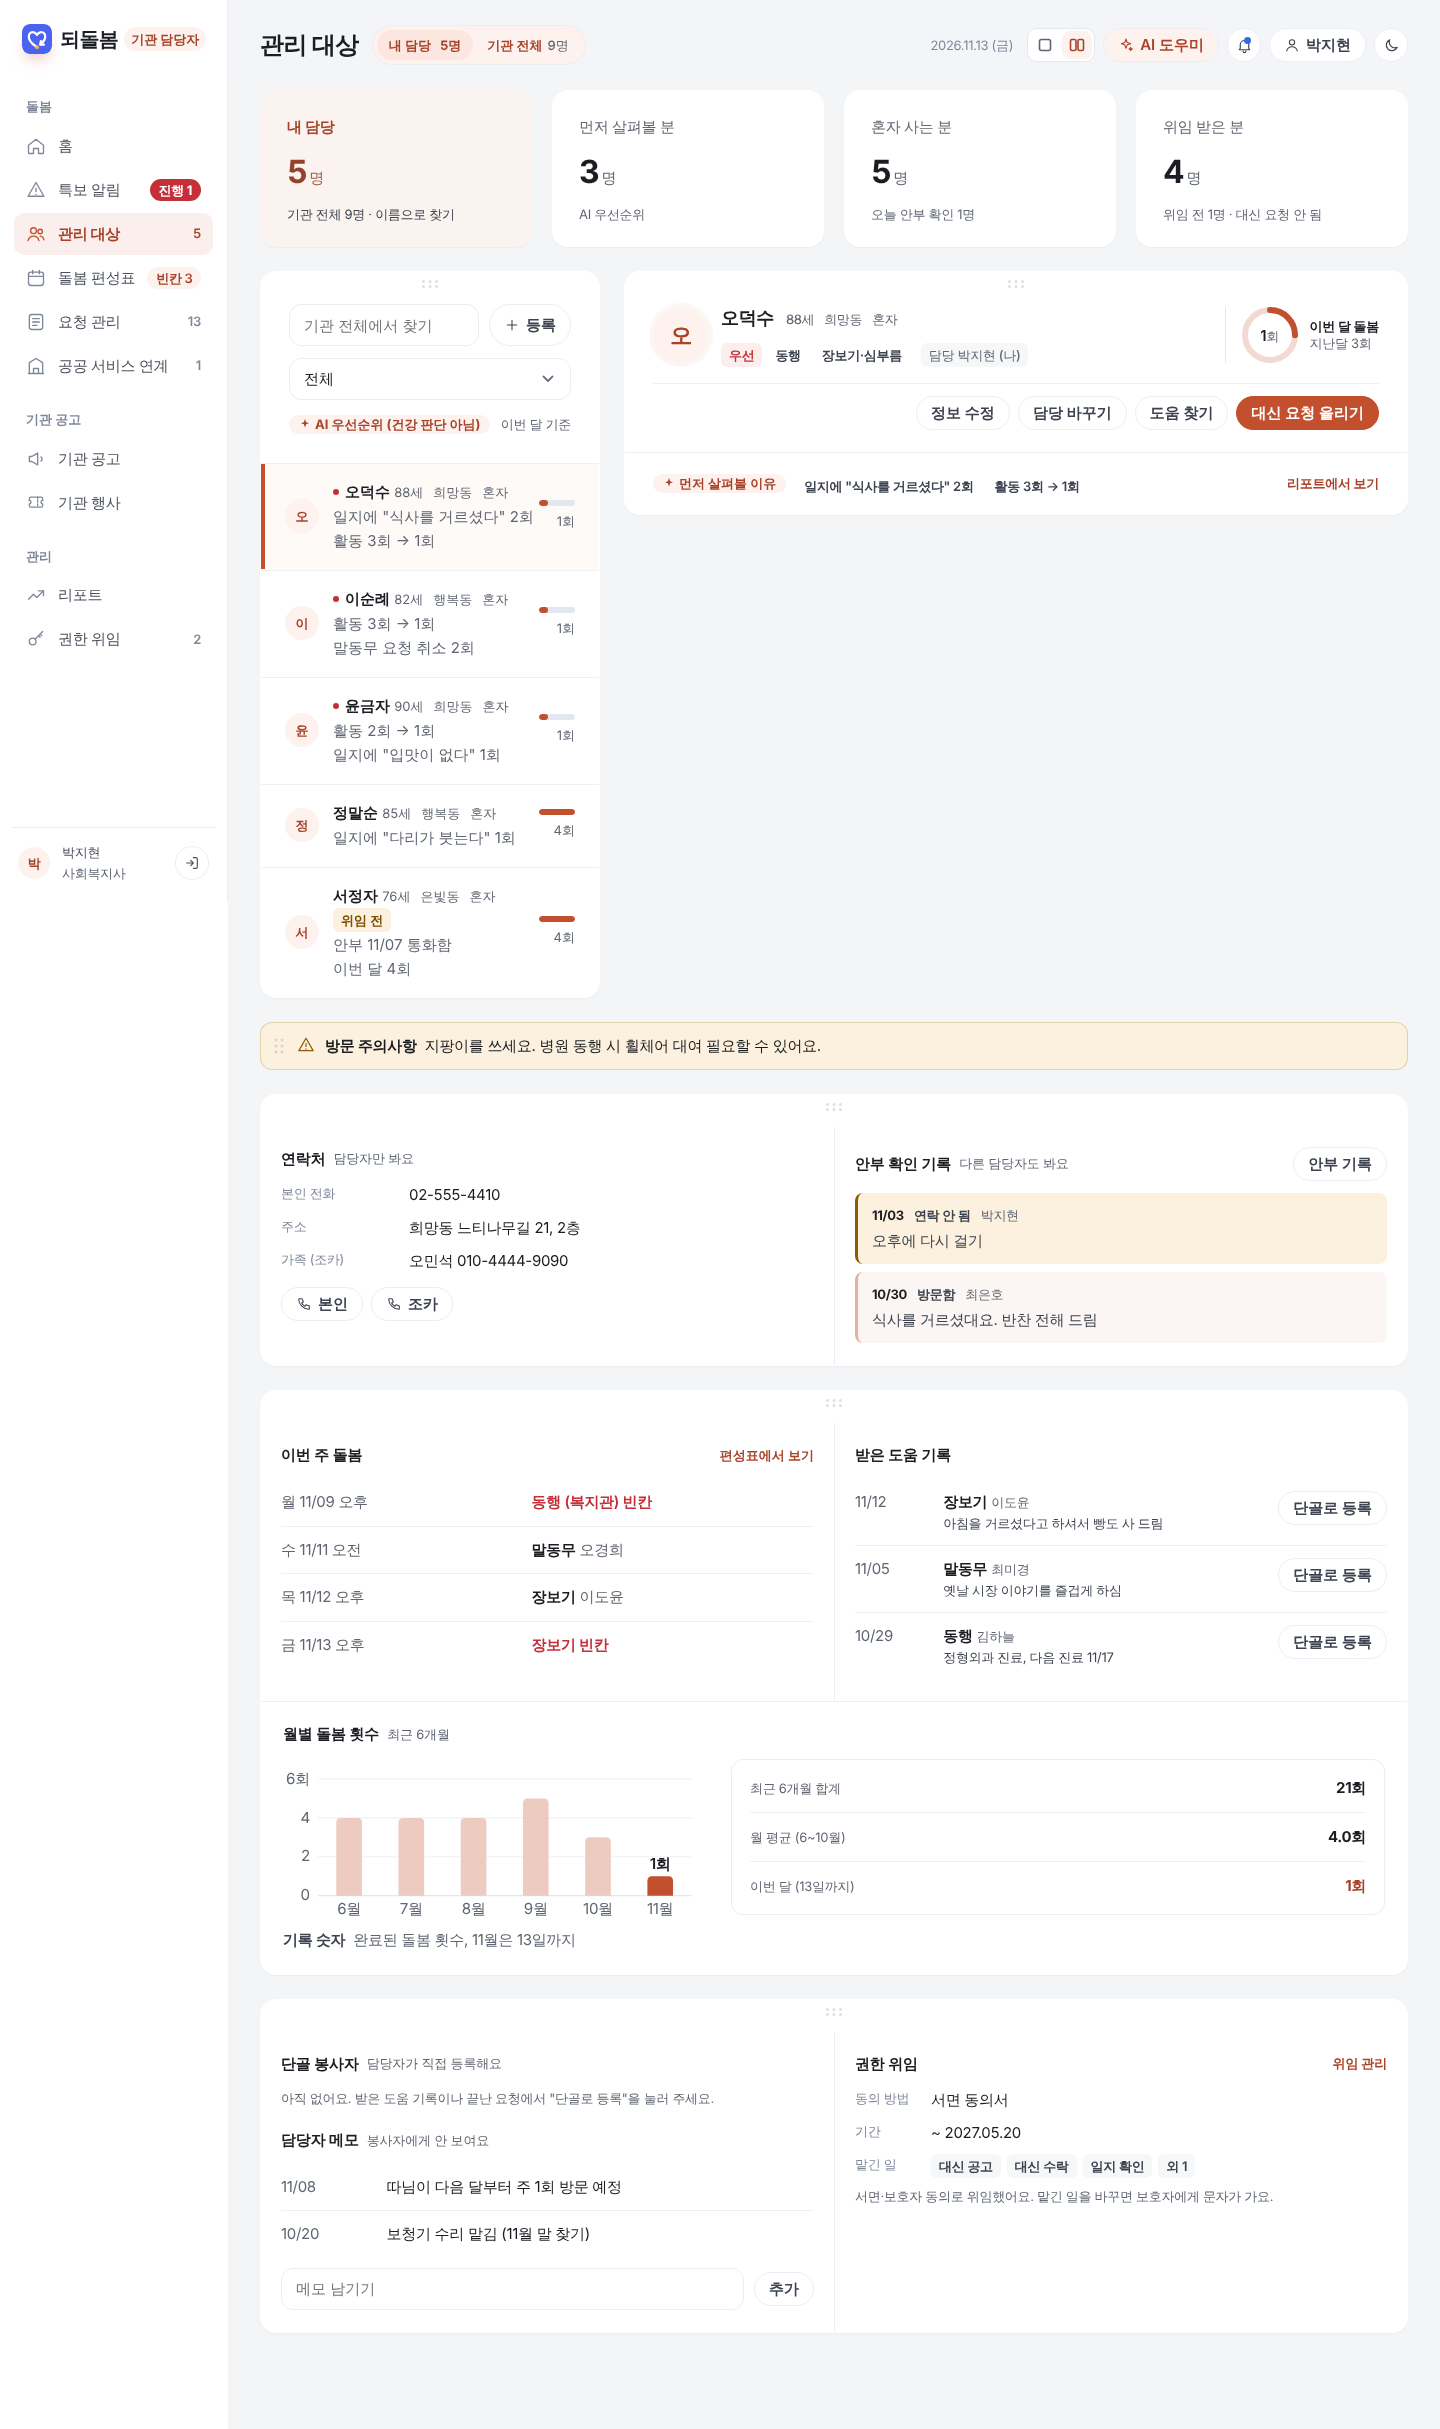 되돌봄 기관 담당자
돌봄
홈
특보 알림 진행 1
관리 대상 5
돌봄 편성표 빈칸 3
요청 관리 13
공공 서비스 연계 1
기관 공고
기관 공고
기관 행사
관리
리포트
권한 위임 2
박 박지현
사회복지사
관리 대상 내 담당 5명 기관 전체 9명
2026.11.13 (금) AI 도우미 박지현
내 담당
5명
기관 전체 9명 · 이름으로 찾기
먼저 살펴볼 분
3명
AI 우선순위
혼자 사는 분
5명
오늘 안부 확인 1명
위임 받은 분
4명
위임 전 1명 · 대신 요청 안 됨
기관 전체에서 찾기 등록
전체
AI 우선순위 (건강 판단 아님) 이번 달 기준
오 오덕수 88세 희망동 혼자
일지에 "식사를 거르셨다" 2회
활동 3회 → 1회
1회
이 이순례 82세 행복동 혼자
활동 3회 → 1회
말동무 요청 취소 2회
1회
윤 윤금자 90세 희망동 혼자
활동 2회 → 1회
일지에 "입맛이 없다" 1회
1회
정 정말순 85세 행복동 혼자
일지에 "다리가 붓는다" 1회
4회
서 서정자 76세 은빛동 혼자
위임 전
안부 11/07 통화함
이번 달 4회
4회
오 오덕수 88세 희망동 혼자
우선 동행 장보기·심부름 담당 박지현 (나)
1회 이번 달 돌봄
지난달 3회
정보 수정 담당 바꾸기 도움 찾기 대신 요청 올리기
먼저 살펴볼 이유 일지에 "식사를 거르셨다" 2회 활동 3회 → 1회 리포트에서 보기
방문 주의사항 지팡이를 쓰세요. 병원 동행 시 휠체어 대여 필요할 수 있어요.
연락처 담당자만 봐요
본인 전화 02-555-4410
주소 희망동 느티나무길 21, 2층
가족 (조카) 오민석 010-4444-9090
본인 조카
안부 확인 기록 다른 담당자도 봐요 안부 기록
11/03 연락 안 됨 박지현
오후에 다시 걸기
10/30 방문함 최은호
식사를 거르셨대요. 반찬 전해 드림
이번 주 돌봄 편성표에서 보기
월 11/09 오후 동행 (복지관) 빈칸
수 11/11 오전 말동무 오경희
목 11/12 오후 장보기 이도윤
금 11/13 오후 장보기 빈칸
받은 도움 기록
11/12 장보기 이도윤 단골로 등록
아침을 거르셨다고 하셔서 빵도 사 드림
11/05 말동무 최미경 단골로 등록
옛날 시장 이야기를 즐겁게 하심
10/29 동행 김하늘 단골로 등록
정형외과 진료, 다음 진료 11/17
월별 돌봄 횟수 최근 6개월
6회
4
2
0
1회
6월 7월 8월 9월 10월 11월
기록 숫자 완료된 돌봄 횟수, 11월은 13일까지
최근 6개월 합계 21회
월 평균 (6~10월) 4.0회
이번 달 (13일까지) 1회
단골 봉사자 담당자가 직접 등록해요
아직 없어요. 받은 도움 기록이나 끝난 요청에서 "단골로 등록"을 눌러 주세요.
담당자 메모 봉사자에게 안 보여요
11/08 따님이 다음 달부터 주 1회 방문 예정
10/20 보청기 수리 맡김 (11월 말 찾기)
메모 남기기 추가
권한 위임 위임 관리
동의 방법 서면 동의서
기간 ~ 2027.05.20
맡긴 일 대신 공고 대신 수락 일지 확인 외 1
서면·보호자 동의로 위임했어요. 맡긴 일을 바꾸면 보호자에게 문자가 가요.